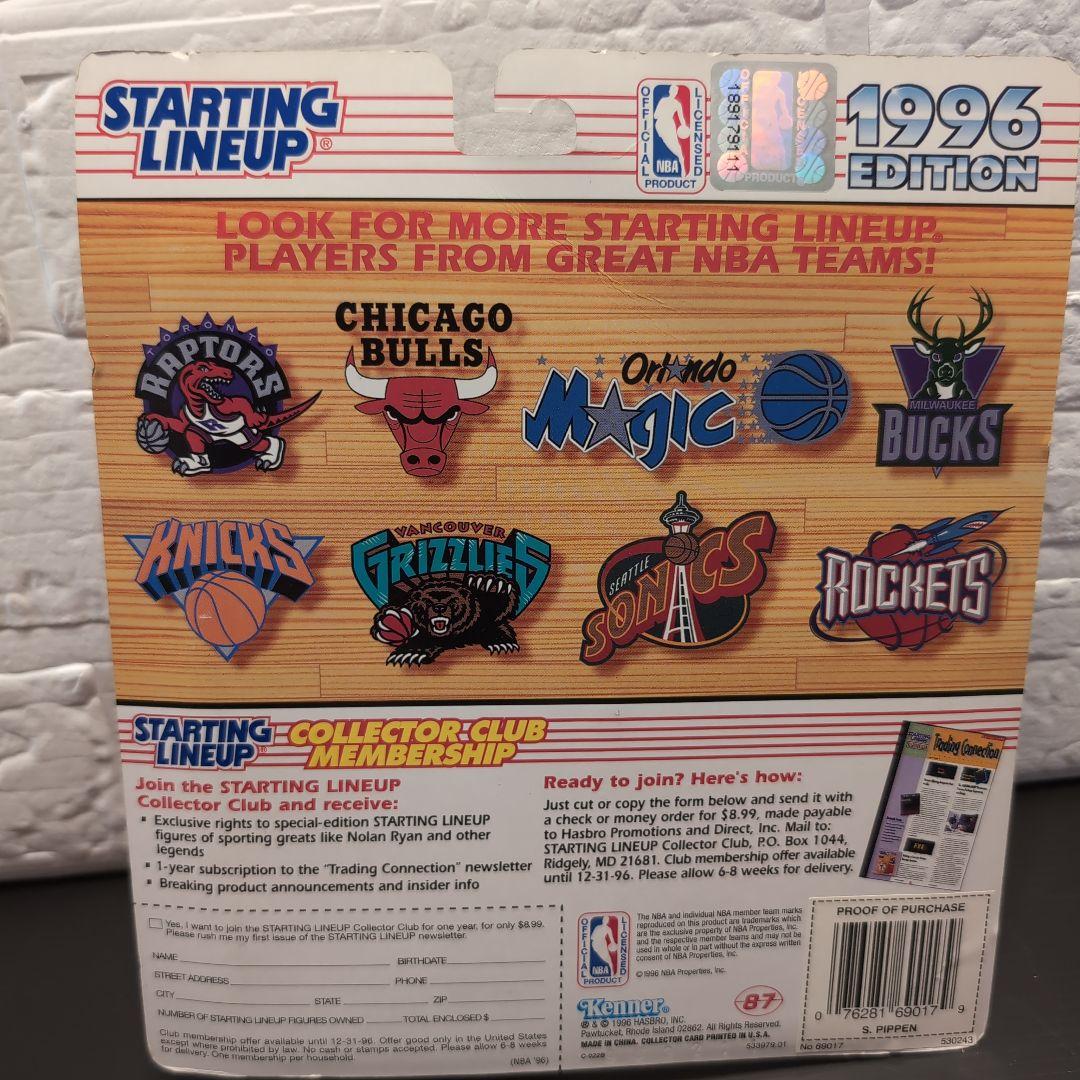 STARTING
LINEUP®
OFFICIAL LICENSED
NBA
PRODUCT
189179111
PRODUCT
1996
EDITION
LOOK FOR MORE STARTING LINEUP®
PLAYERS FROM GREAT NBA TEAMS!
TORONTO
RAPTORS
CHICAGO
BULLS
Orlando
MAGIC
MILWAUKEE
BUCKS
KNICKS
VANCOUVER
GRIZZLIES
SEATTLE
SONICS
ROCKETS
STARTING
LINEUP®
COLLECTOR CLUB
MEMBERSHIP
Join the STARTING LINEUP
Collector Club and receive:
▪ Exclusive rights to special-edition STARTING LINEUP
figures of sporting greats like Nolan Ryan and other
legends
▪ 1-year subscription to the "Trading Connection" newsletter
▪ Breaking product announcements and insider info
Ready to join? Here's how:
Just cut or copy the form below and send it with
a check or money order for $8.99, made payable
to Hasbro Promotions and Direct, Inc. Mail to:
STARTING LINEUP Collector Club, P.O. Box 1044,
Ridgely, MD 21681. Club membership offer available
until 12-31-96. Please allow 6-8 weeks for delivery.
Trading Connection
Yes. I want to join the STARTING LINEUP Collector Club for one year, for only $8.99.
Please rush me my first issue of the STARTING LINEUP newsletter.
NAME BIRTHDATE
STREET ADDRESS PHONE
CITY STATE ZIP
NUMBER OF STARTING LINEUP FIGURES OWNED TOTAL ENCLOSED $
Club membership offer available until 12-31-96. Offer good only in the United States
except where prohibited by law. No cash or stamps accepted. Please allow 6-8 weeks
for delivery. One membership per household.
(NBA '96)
OFFICIAL LICENSED
NBA
PRODUCT
The NBA and individual NBA member team marks
reproduced on this product are trademarks which
are the exclusive property of NBA Properties, Inc.
and the respective member teams and may not be
used in whole or in part without the express written
consent of NBA Properties, Inc.
© 1996 NBA Properties, Inc.
Kenner®
® & © 1996 HASBRO, INC.
Pawtucket, Rhode Island 02862. All Rights Reserved.
MADE IN CHINA. COLLECTOR CARD PRINTED IN U.S.A.
C-022B
533979.01
87
PROOF OF PURCHASE
0 76281 69017 9
S. PIPPEN
No 69017
530243